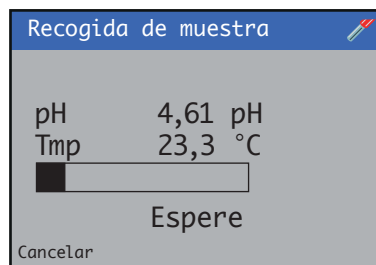 Recogida de muestra
pH 4,61 pH
Tmp 23,3 °C
Espere
Cancelar